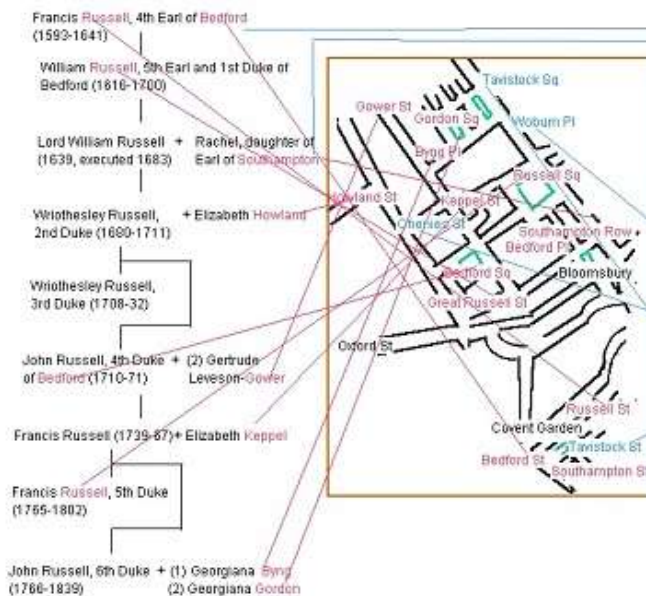 Francis Russell, 4th Earl of Bedford
(1593-1641)
William Russell, 5th Earl and 1st Duke of
Bedford (1616-1700)
Lord William Russell + Rachel, daughter of
(1639, executed 1683) Earl of Southampton
Wriothesley Russell, + Elizabeth Howland
2nd Duke (1680-1711)
Wriothesley Russell,
3rd Duke (1708-32)
John Russell, 4th Duke + (2) Gertrude
of Bedford (1710-71) Leveson-Gower
Francis Russell (1739-67) + Elizabeth Keppel
Francis Russell, 5th Duke
(1765-1802)
John Russell, 6th Duke + (1) Georgiana Byng
(1766-1839) (2) Georgiana Gordon
Tavistock Sq
Gower St
Gordon Sq
Woburn Pl
Byng Pl
Russell Sq
Howland St
Keppel St
Chenies St
Southampton Row
Bedford Pl
Bedford Sq
Bloomsbury
Great Russell St
Oxford St
Russell St
Covent Garden
Tavistock St
Bedford St
Southampton St